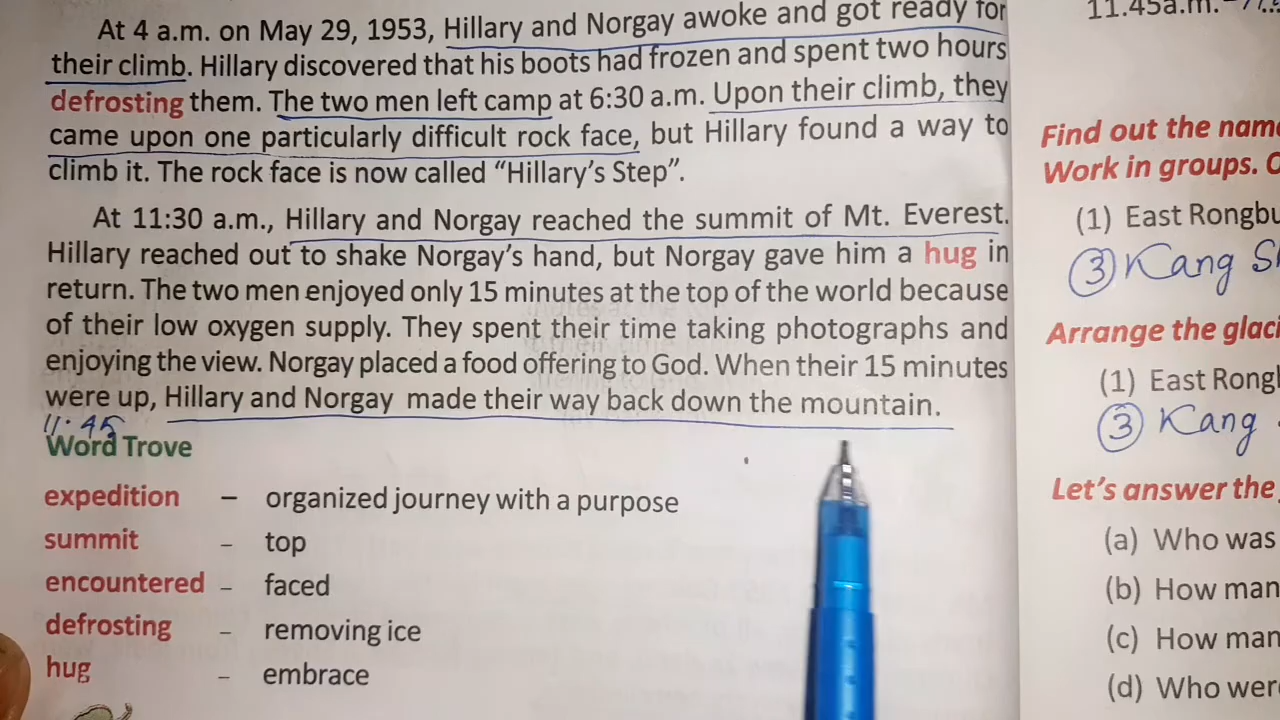 At 4 a.m. on May 29, 1953, Hillary and Norgay awoke and got ready for
their climb. Hillary discovered that his boots had frozen and spent two hours
defrosting them. The two men left camp at 6:30 a.m. Upon their climb, they
came upon one particularly difficult rock face, but Hillary found a way to
climb it. The rock face is now called “Hillary’s Step”.
At 11:30 a.m., Hillary and Norgay reached the summit of Mt. Everest.
Hillary reached out to shake Norgay’s hand, but Norgay gave him a hug in
return. The two men enjoyed only 15 minutes at the top of the world because
of their low oxygen supply. They spent their time taking photographs and
enjoying the view. Norgay placed a food offering to God. When their 15 minutes
were up, Hillary and Norgay made their way back down the mountain.
11.45
Word Trove
expedition – organized journey with a purpose
summit – top
encountered – faced
defrosting – removing ice
hug – embrace
11.45a.m.
Find out the
Work in groups.
(1) East
③ Kang
Arrange the
(1) East
③ Kang
Let’s answer the
(a) Who was
(b) How
(c) How
(d) Who